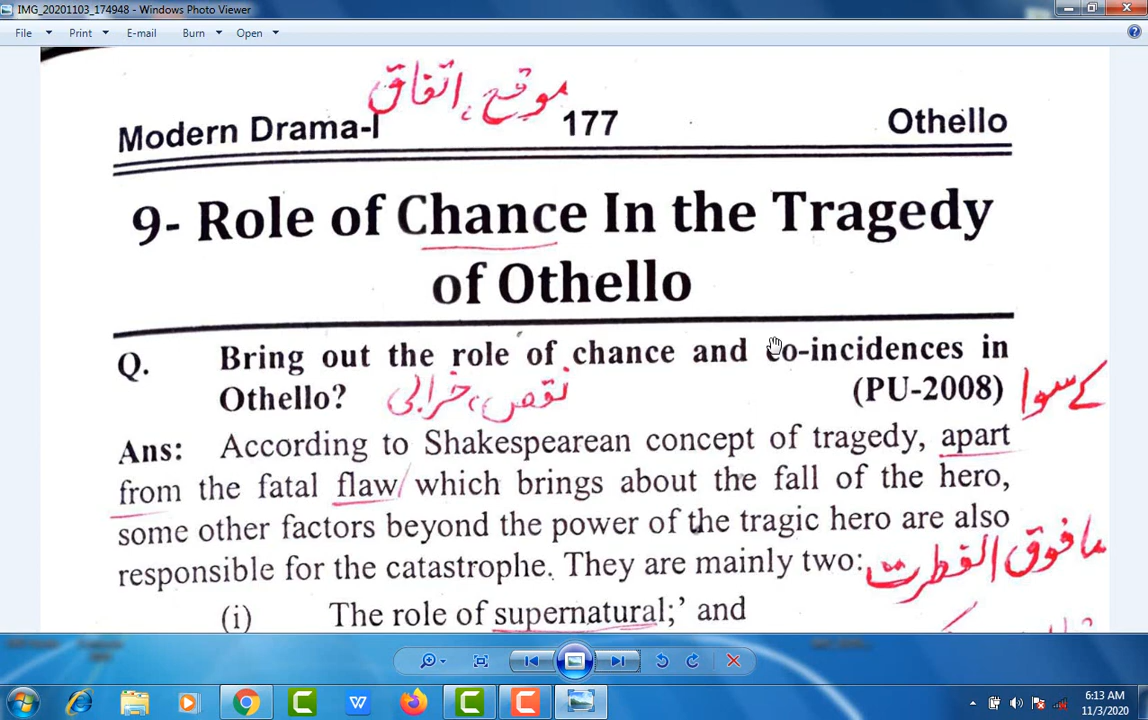 IMG_20201103_174948 - Windows Photo Viewer
File Print E-mail Burn Open
موقع، اتفاق
Modern Drama-I 177 Othello
9- Role of Chance In the Tragedy
of Othello
Q. Bring out the role of chance and co-incidences in
Othello? (PU-2008)
نقص، خرابی
کے سوا
Ans: According to Shakespearean concept of tragedy, apart
from the fatal flaw which brings about the fall of the hero,
some other factors beyond the power of the tragic hero are also
responsible for the catastrophe. They are mainly two:
مافوق الفطرت
(i) The role of supernatural;’ and
6:13 AM
11/3/2020